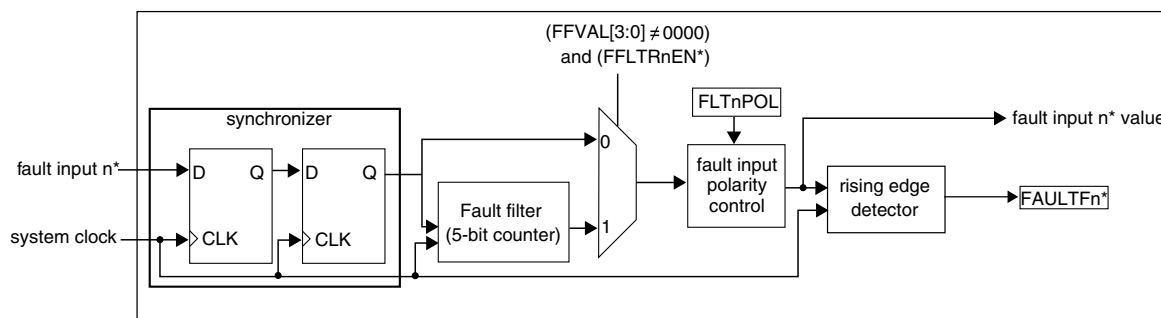 (FFVAL[3:0] ≠ 0000)
and (FFLTRnEN*)
FLTnPOL
synchronizer
fault input n*
D Q
D Q
0
fault input
polarity
control
fault input n* value
rising edge
detector
FAULTFn*
Fault filter
(5-bit counter)
1
system clock
CLK
CLK